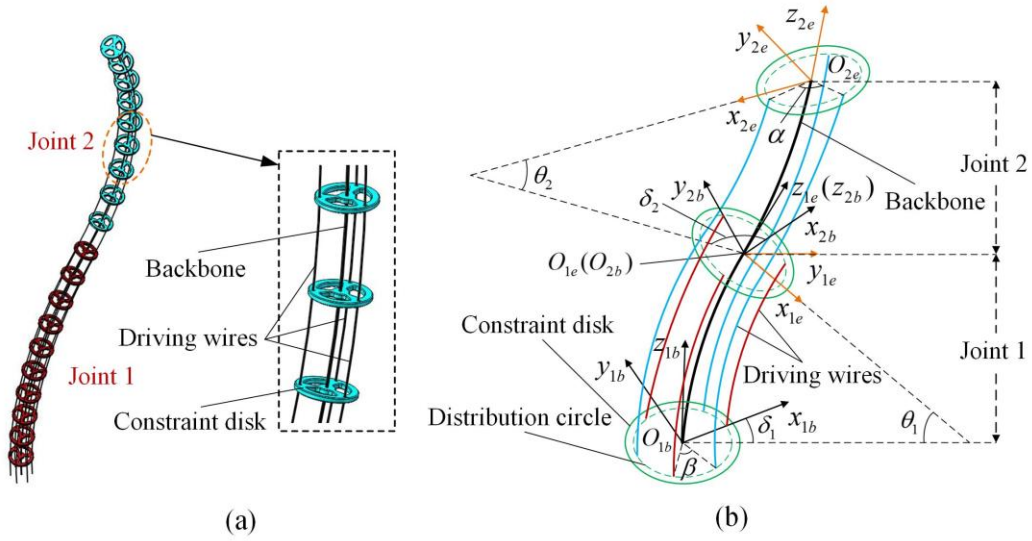 Joint 2
Backbone
Driving wires
Joint 1
Constraint disk
(a)
z2e
y2e
O2e
x2e
α
Joint 2
θ2
y2b
z1e(z2b)
Backbone
δ2
x2b
O1e(O2b)
y1e
x1e
Constraint disk
z1b
Joint 1
y1b
Driving wires
Distribution circle
x1b
θ1
O1b
δ1
β
(b)